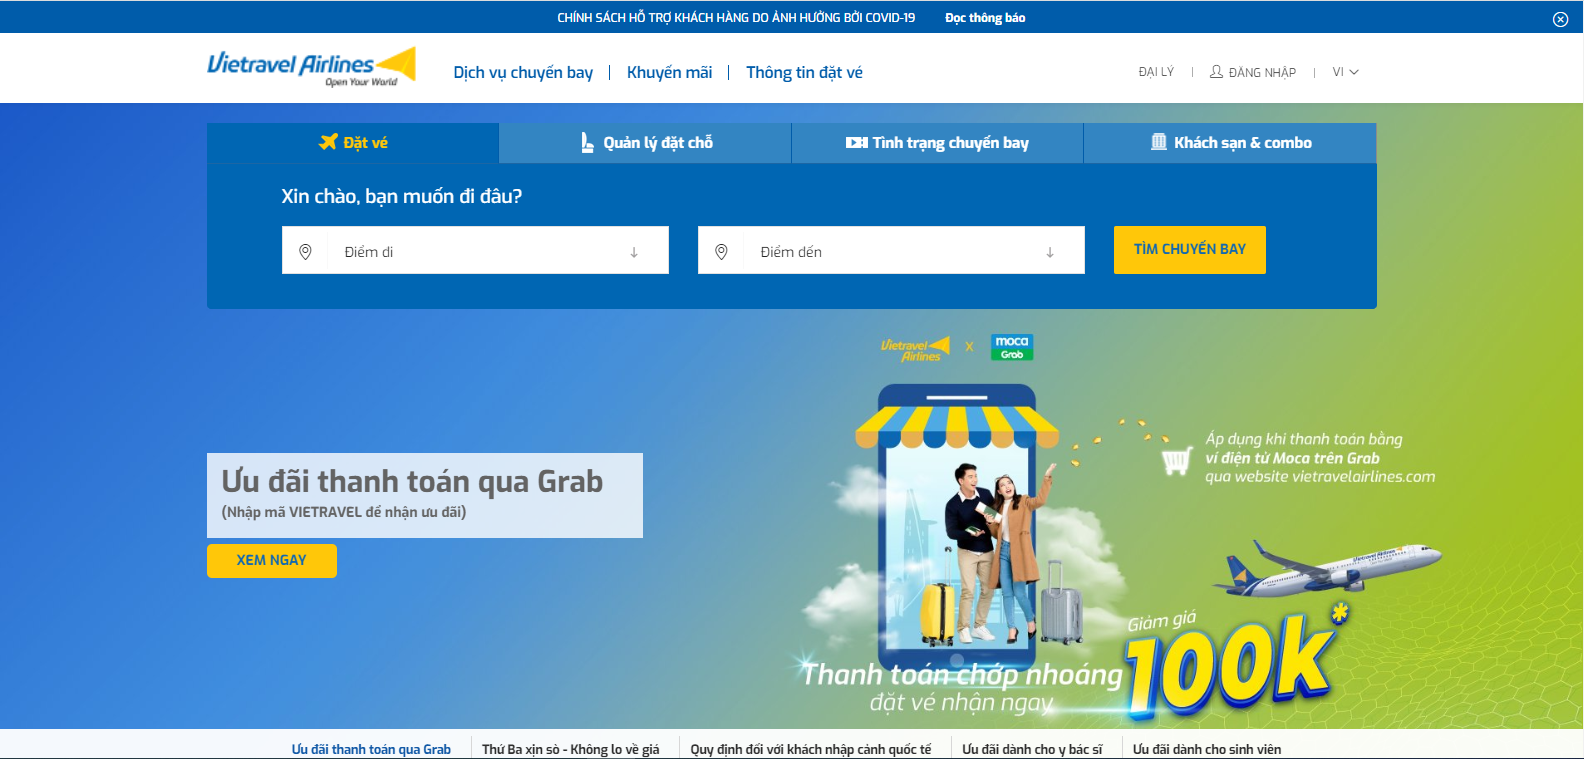 CHÍNH SÁCH HỖ TRỢ KHÁCH HÀNG DO ẢNH HƯỞNG BỞI COVID-19 Đọc thông báo
Vietravel Airlines
Open Your World
Dịch vụ chuyến bay | Khuyến mãi | Thông tin đặt vé
ĐẠI LÝ | ĐĂNG NHẬP | VI
Đặt vé
Quản lý đặt chỗ
Tình trạng chuyến bay
Khách sạn & combo
Xin chào, bạn muốn đi đâu?
Điểm đi
Điểm đến
TÌM CHUYẾN BAY
Vietravel Airlines x moca Grab
Áp dụng khi thanh toán bằng
ví điện tử Moca trên Grab
qua website vietravelairlines.com
Ưu đãi thanh toán qua Grab
(Nhập mã VIETRAVEL để nhận ưu đãi)
XEM NGAY
Vietravel Airlines
Giảm giá
100k*
Thanh toán chớp nhoáng
đặt vé nhận ngay
Ưu đãi thanh toán qua Grab
Thứ Ba xịn sò - Không lo về giá
Quy định đối với khách nhập cảnh quốc tế
Ưu đãi dành cho y bác sĩ
Ưu đãi dành cho sinh viên